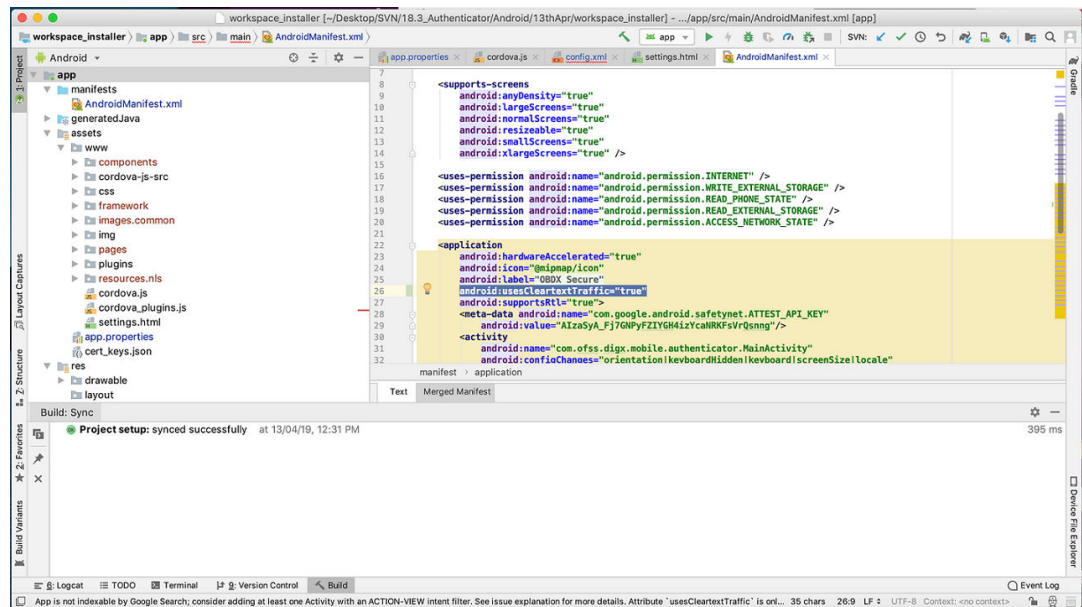 workspace_installer [~/Desktop/SVN/18.3_Authenticator/Android/13thApr/workspace_installer] - .../app/src/main/AndroidManifest.xml [app]
workspace_installer app src main AndroidManifest.xml
app SVN:
1: Project
Android
app.properties cordova.js config.xml settings.html AndroidManifest.xml
Gradle
app
manifests
AndroidManifest.xml
generatedJava
assets
www
components
cordova-js-src
css
framework
images.common
img
pages
plugins
resources.nls
cordova.js
cordova_plugins.js
settings.html
app.properties
cert_keys.json
res
drawable
layout
Layout Captures
7
8 <supports-screens
9 android:anyDensity="true"
10 android:largeScreens="true"
11 android:normalScreens="true"
12 android:resizeable="true"
13 android:smallScreens="true"
14 android:xlargeScreens="true" />
15
16 <uses-permission android:name="android.permission.INTERNET" />
17 <uses-permission android:name="android.permission.WRITE_EXTERNAL_STORAGE" />
18 <uses-permission android:name="android.permission.READ_PHONE_STATE" />
19 <uses-permission android:name="android.permission.READ_EXTERNAL_STORAGE" />
20 <uses-permission android:name="android.permission.ACCESS_NETWORK_STATE" />
21
22 <application
23 android:hardwareAccelerated="true"
24 android:icon="@mipmap/icon"
25 android:label="OBDX Secure"
26 android:usesCleartextTraffic="true"
27 android:supportsRtl="true">
28 <meta-data android:name="com.google.android.safetynet.ATTEST_API_KEY"
29 android:value="AIzaSyA_Fj7GNPyFZIYGH4izYcaNRKFsVrQsnng"/>
30 <activity
31 android:name="com.ofss.digx.mobile.authenticator.MainActivity"
32 android:configChanges="orientation|keyboardHidden|keyboard|screenSize|locale"
manifest › application
Text Merged Manifest
Z: Structure
Build: Sync
Project setup: synced successfully at 13/04/19, 12:31 PM 395 ms
2: Favorites
Build Variants
Device File Explorer
6: Logcat TODO Terminal 9: Version Control Build Event Log
App is not indexable by Google Search; consider adding at least one Activity with an ACTION-VIEW intent filter. See issue explanation for more details. Attribute `usesCleartextTraffic` is onl... 35 chars 26:9 LF UTF-8 Context: <no context>